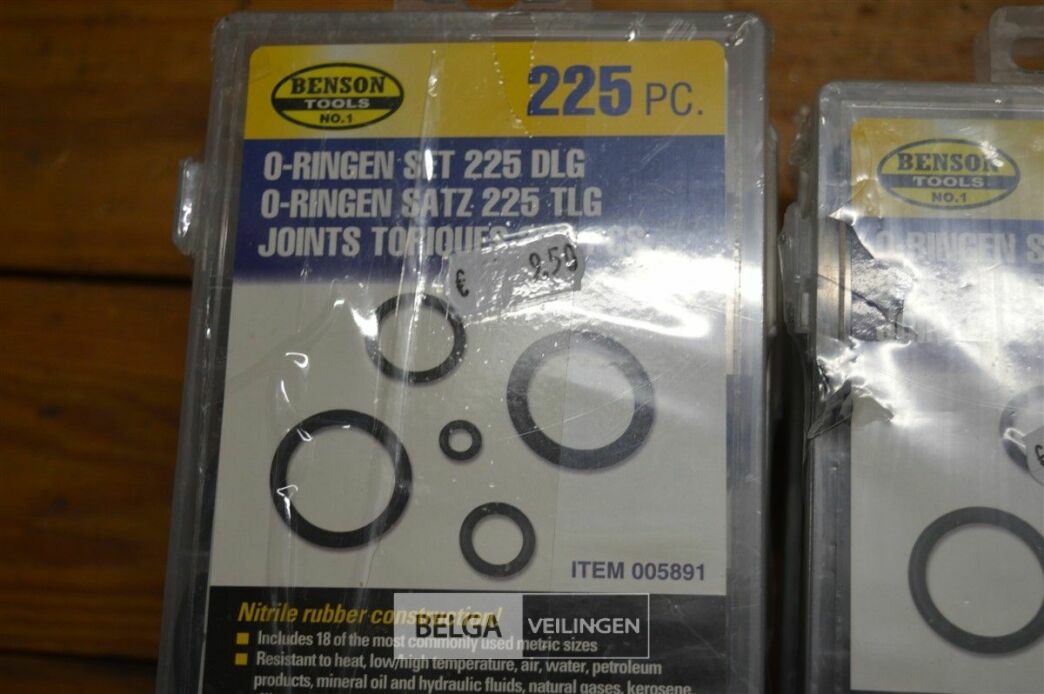 BENSON
TOOLS
NO.1
225 PC.
O-RINGEN SET 225 DLG
O-RINGEN SATZ 225 TLG
JOINTS TORIQUES
€ 9.50
ITEM 005891
Nitrile rubber construction!
Includes 18 of the most commonly used metric sizes
Resistant to heat, low/high temperature, air, water, petroleum
products, mineral oil and hydraulic fluids, natural gases, kerosene
BELGA VEILINGEN
BENSON
TOOLS
NO.1
O-RINGEN S
€